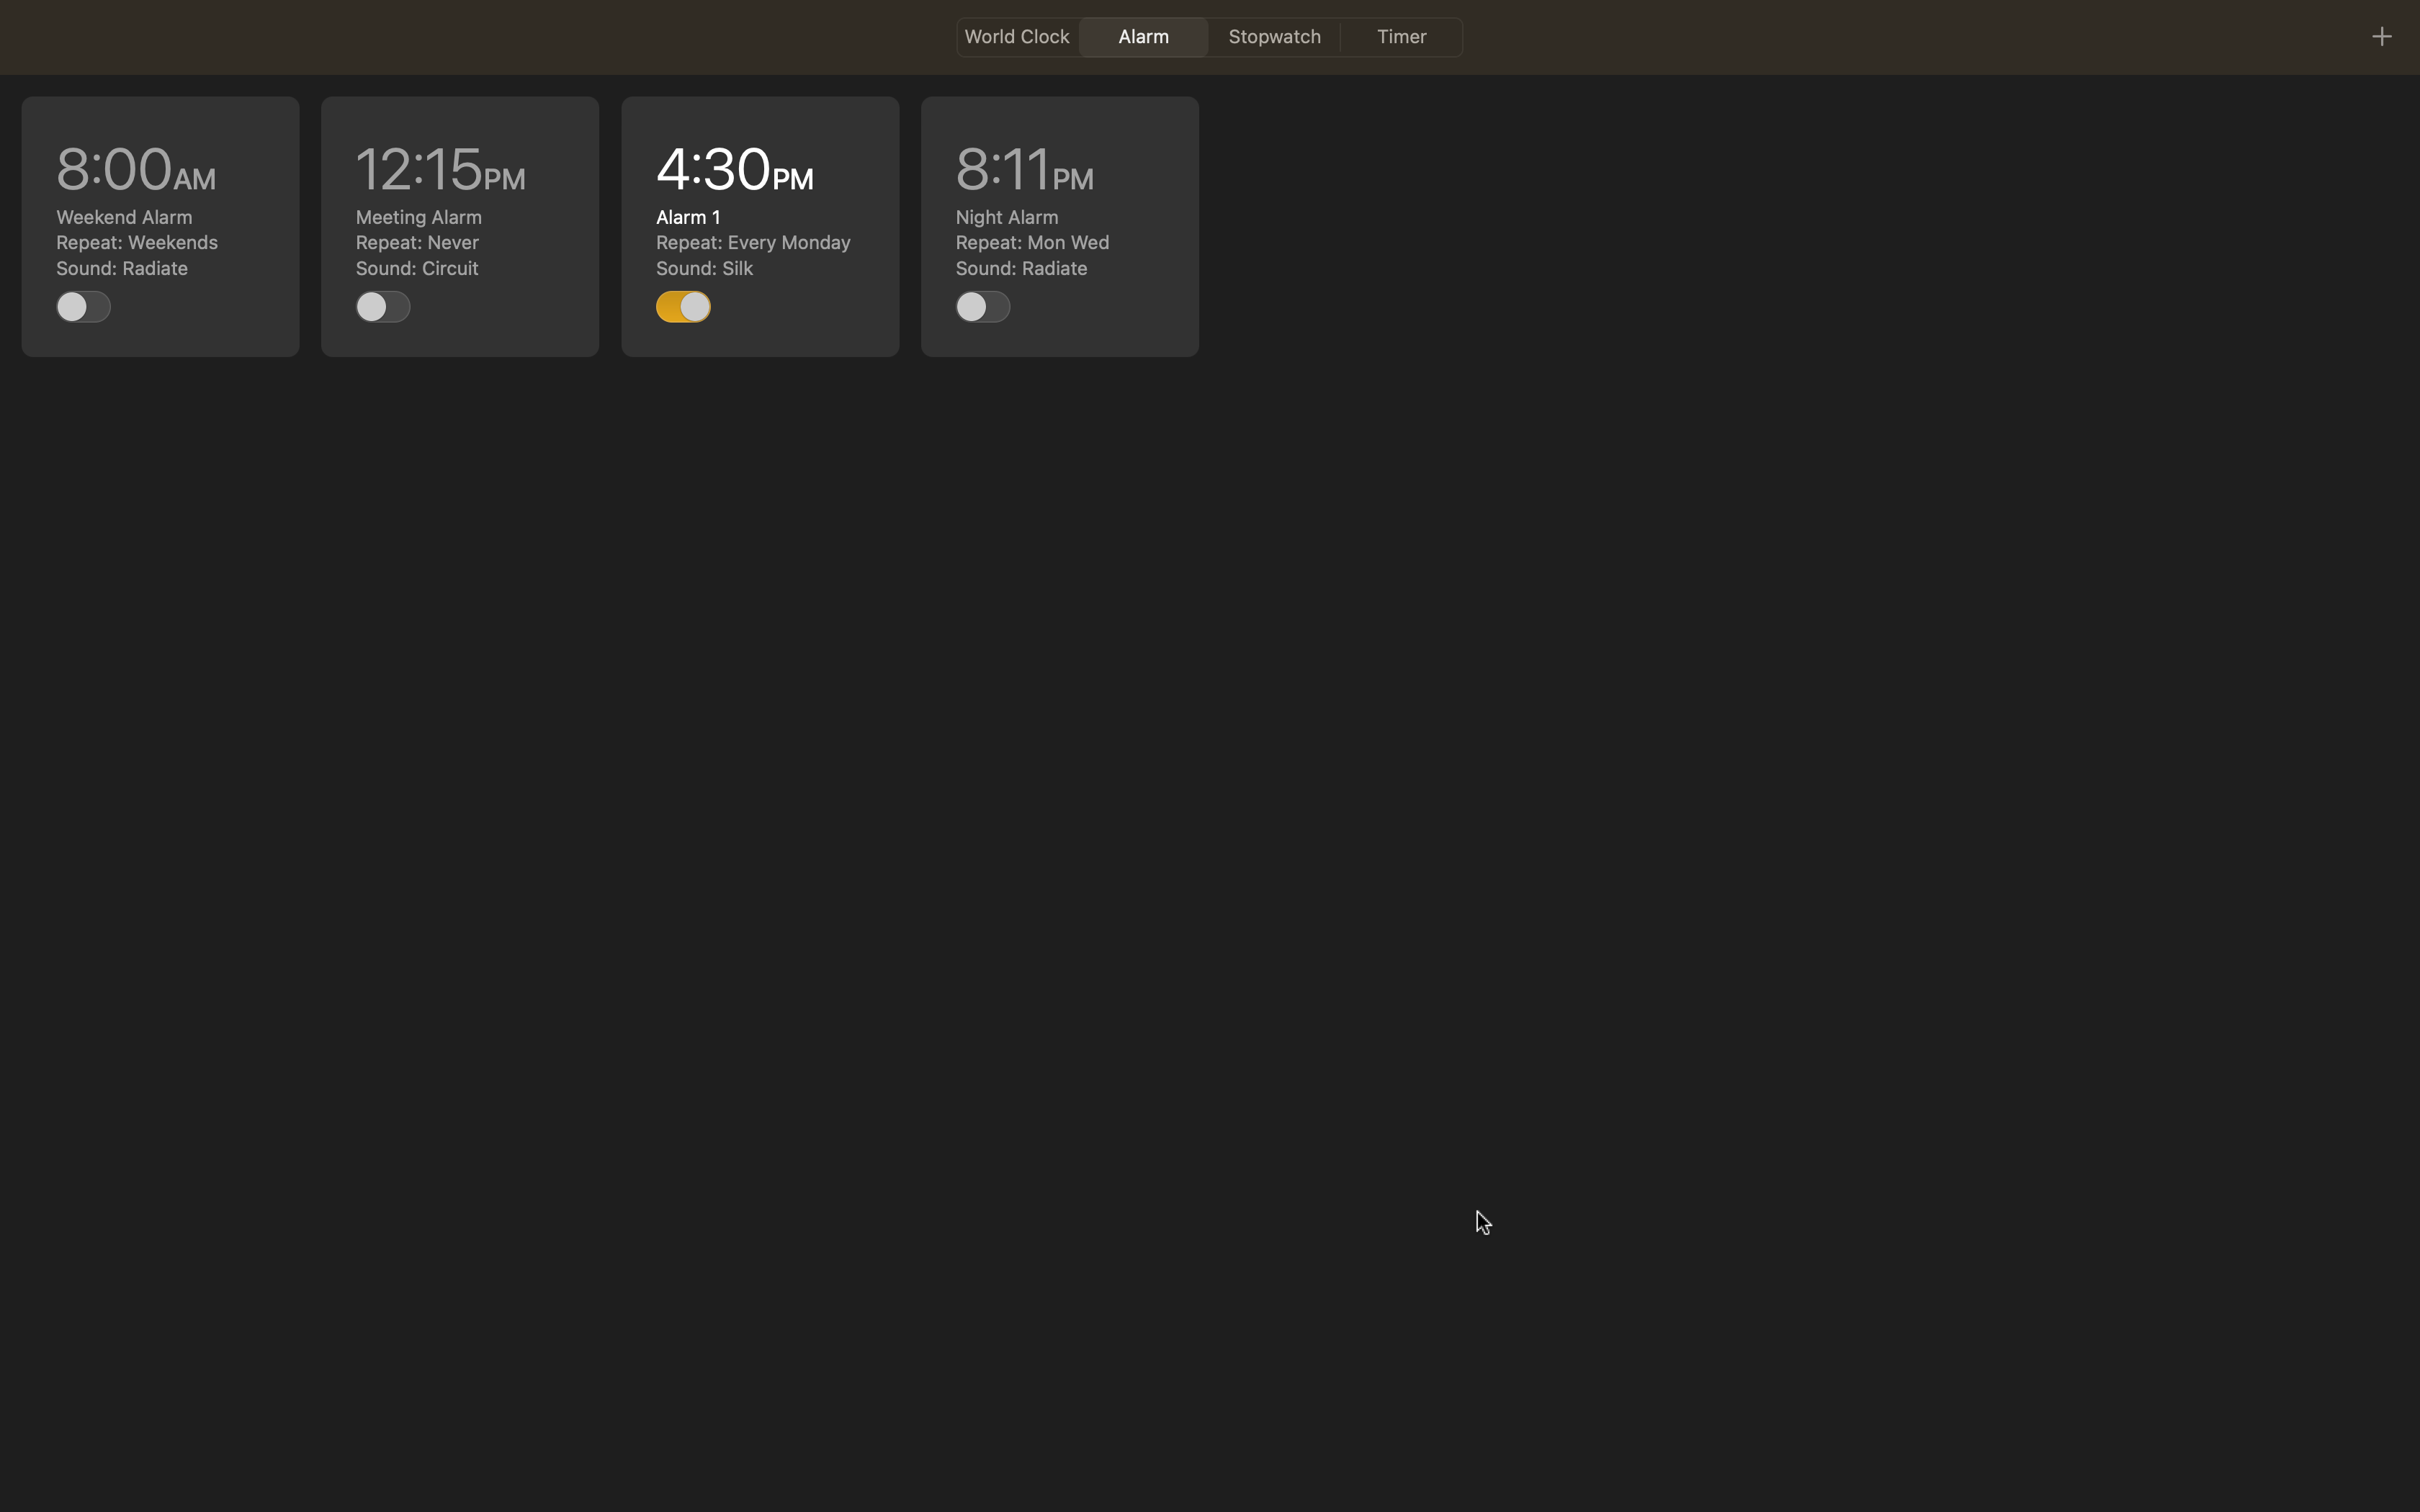 World Clock
Alarm
Stopwatch
Timer
8:00AM
Weekend Alarm
Repeat: Weekends
Sound: Radiate
12:15PM
Meeting Alarm
Repeat: Never
Sound: Circuit
4:30PM
Alarm 1
Repeat: Every Monday
Sound: Silk
8:11PM
Night Alarm
Repeat: Mon Wed
Sound: Radiate